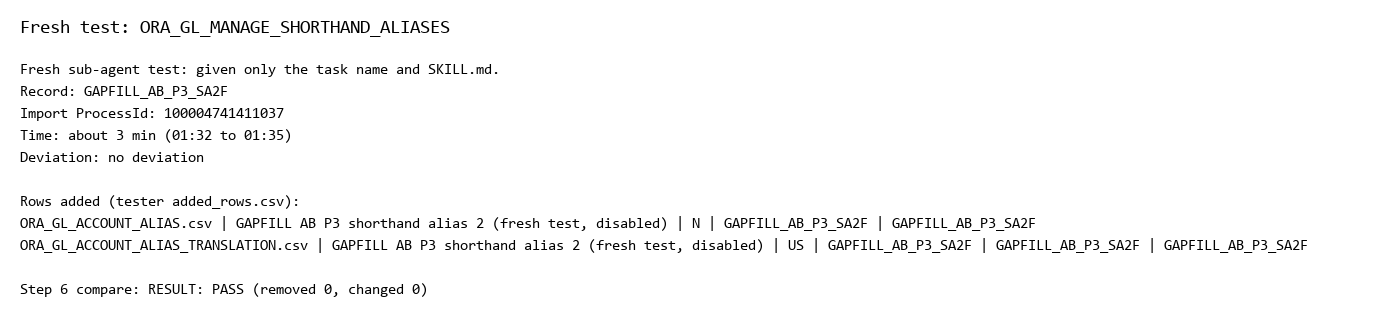 Fresh test: ORA_GL_MANAGE_SHORTHAND_ALIASES
Fresh sub-agent test: given only the task name and SKILL.md.
Record: GAPFILL_AB_P3_SA2F
Import ProcessId: 100004741411037
Time: about 3 min (01:32 to 01:35)
Deviation: no deviation
Rows added (tester added_rows.csv):
ORA_GL_ACCOUNT_ALIAS.csv | GAPFILL AB P3 shorthand alias 2 (fresh test, disabled) | N | GAPFILL_AB_P3_SA2F | GAPFILL_AB_P3_SA2F
ORA_GL_ACCOUNT_ALIAS_TRANSLATION.csv | GAPFILL AB P3 shorthand alias 2 (fresh test, disabled) | US | GAPFILL_AB_P3_SA2F | GAPFILL_AB_P3_SA2F | GAPFILL_AB_P3_SA2F
Step 6 compare: RESULT: PASS (removed 0, changed 0)